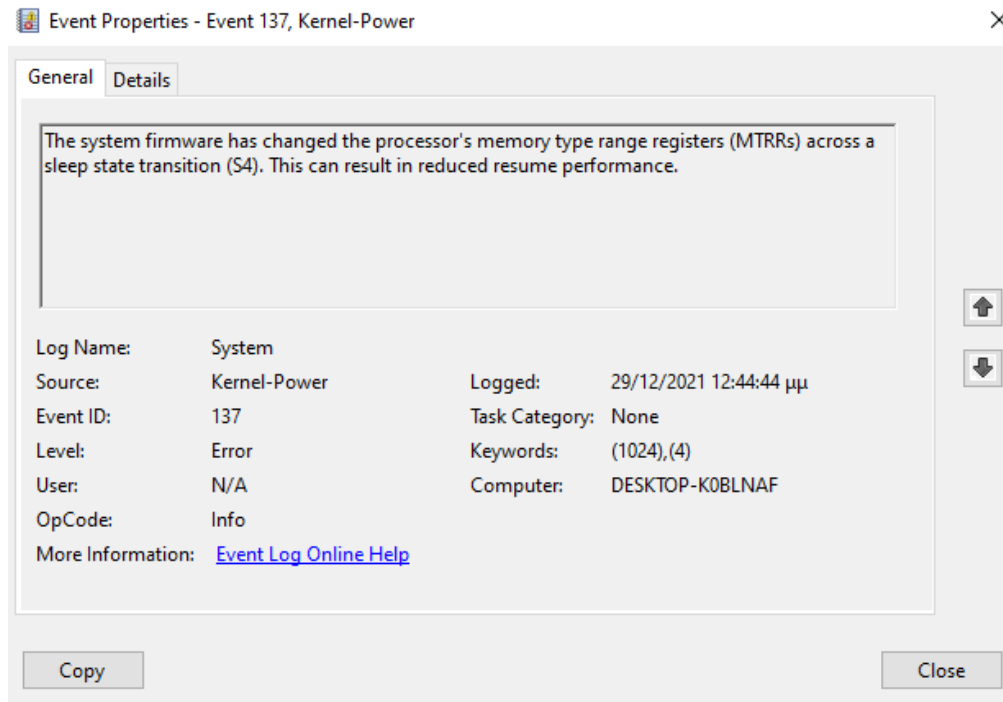 Event Properties - Event 137, Kernel-Power
General Details
The system firmware has changed the processor's memory type range registers (MTRRs) across a
sleep state transition (S4). This can result in reduced resume performance.
Log Name: System
Source: Kernel-Power Logged: 29/12/2021 12:44:44 μμ
Event ID: 137 Task Category: None
Level: Error Keywords: (1024),(4)
User: N/A Computer: DESKTOP-K0BLNAF
OpCode: Info
More Information: Event Log Online Help
Copy Close